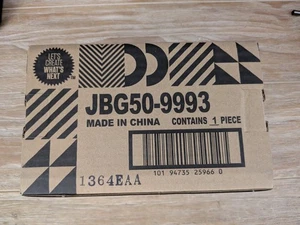 LET'S
CREATE
WHAT'S
NEXT
JBG50-9993
MADE IN CHINA CONTAINS 1 PIECE
101 94735 25966 0
1364EAA